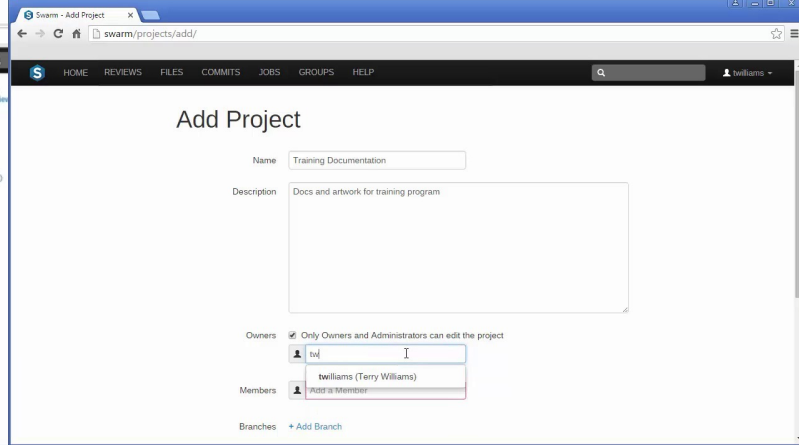 Swarm - Add Project
swarm/projects/add/
HOME REVIEWS FILES COMMITS JOBS GROUPS HELP
twilliams
Add Project
Name Training Documentation
Description Docs and artwork for training program
Owners Only Owners and Administrators can edit the project
tw
twilliams (Terry Williams)
Members Add a Member
Branches + Add Branch